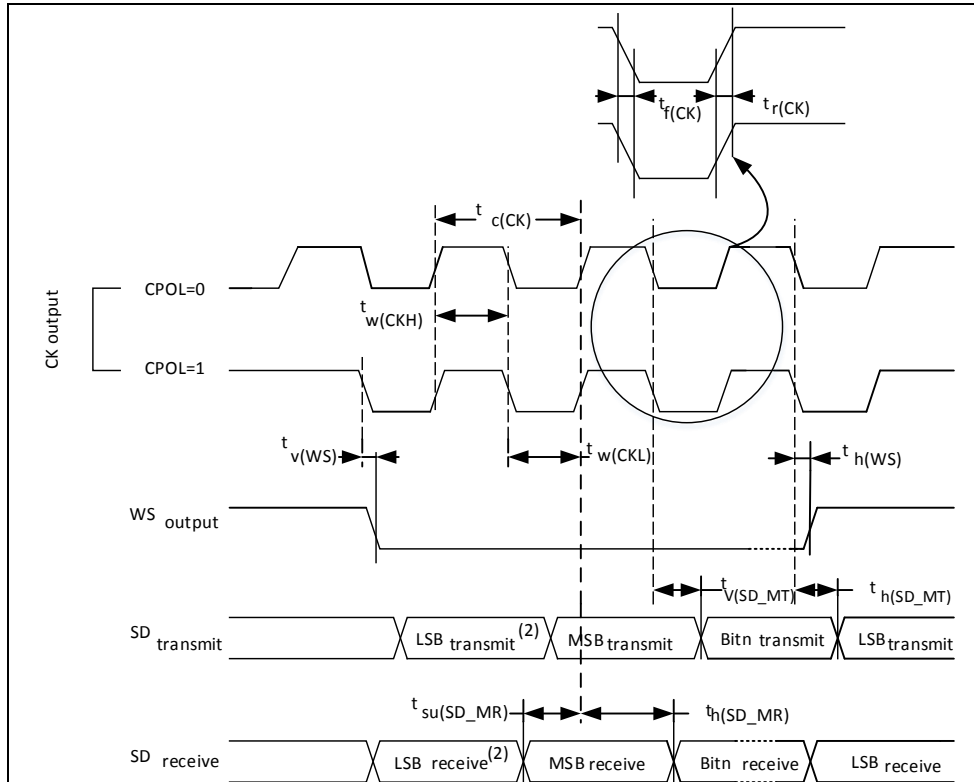 t f(CK)
t r(CK)
t c(CK)
CK output
CPOL=0
t w(CKH)
CPOL=1
t v(WS)
t w(CKL)
t h(WS)
WS output
t V(SD_MT)
t h(SD_MT)
SD transmit
LSB transmit(2)
MSB transmit
Bitn transmit
LSB transmit
t su(SD_MR)
t h(SD_MR)
SD receive
LSB receive(2)
MSB receive
Bitn receive
LSB receive